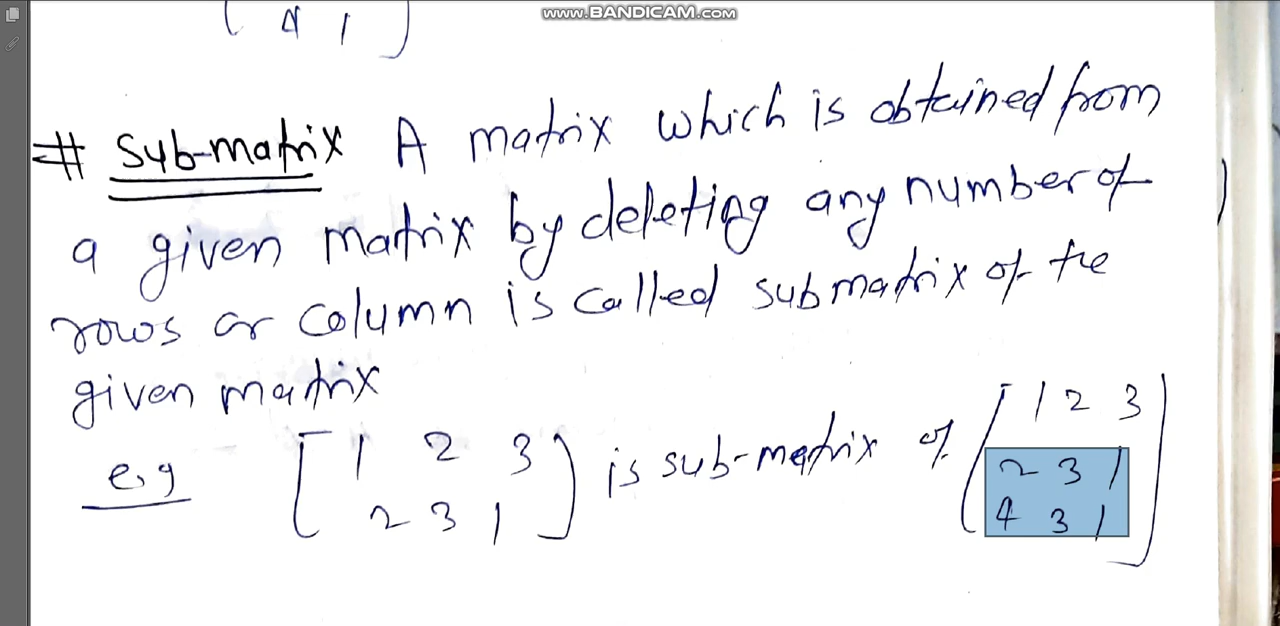 www.BANDICAM.com
[ 4 1 ]
# Sub-matrix A matrix which is obtained from
a given matrix by deleting any number of
rows or column is called submatrix of the
given matrix
e.g [ 1 2 3 is sub-matrix of [ 1 2 3
2 3 1 ] 2 3 1
4 3 1 ]